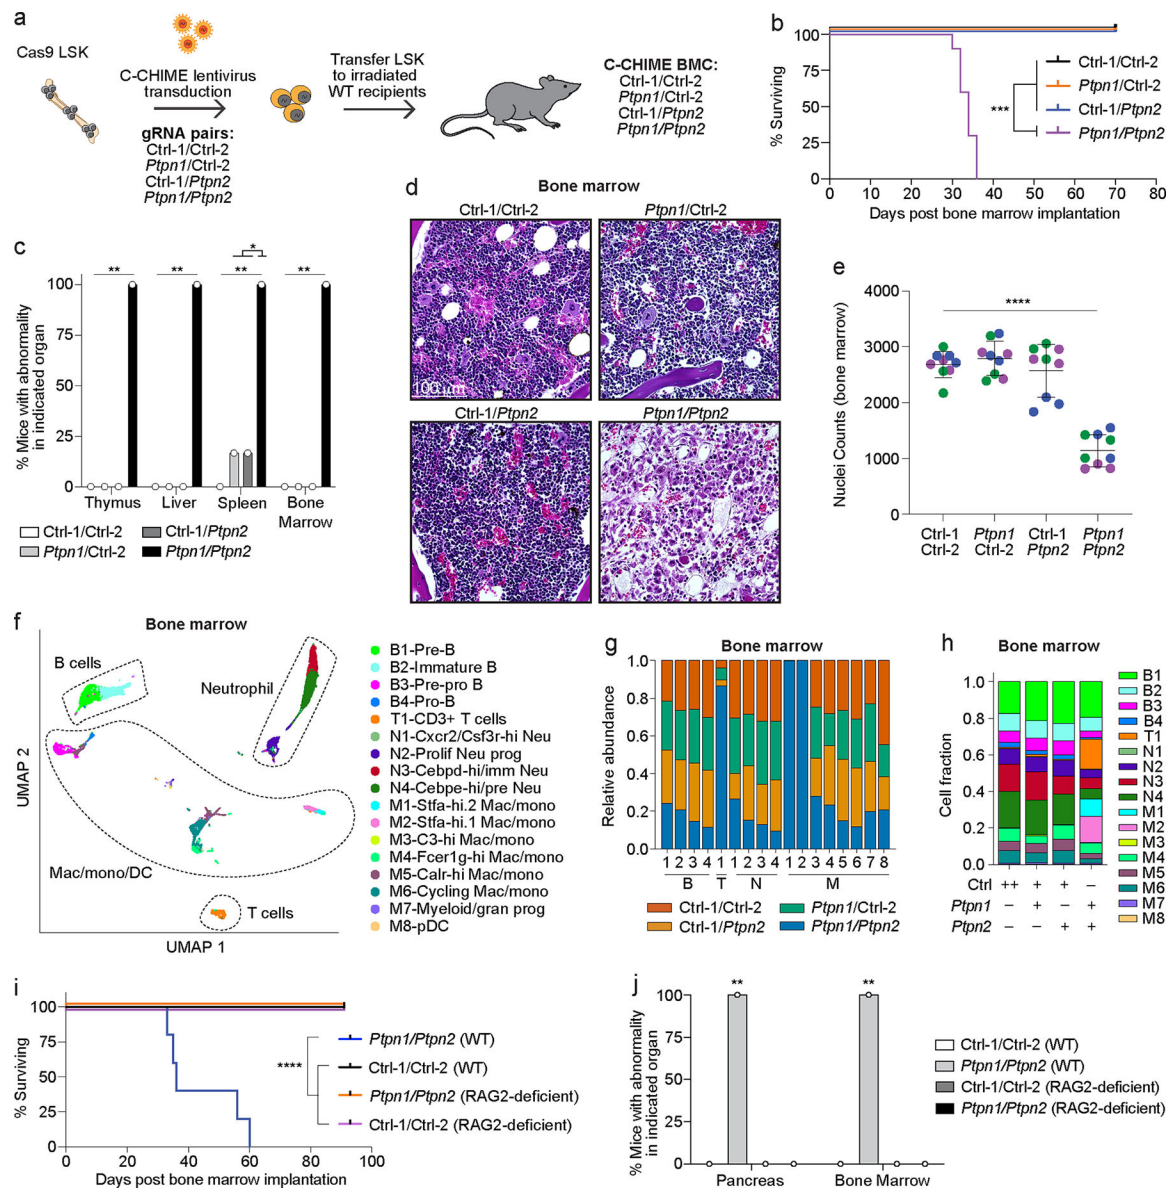 a
Cas9 LSK
C-CHIME lentivirus
transduction
gRNA pairs:
Ctrl-1/Ctrl-2
Ptpn1/Ctrl-2
Ctrl-1/Ptpn2
Ptpn1/Ptpn2
Transfer LSK
to irradiated
WT recipients
C-CHIME BMC:
Ctrl-1/Ctrl-2
Ptpn1/Ctrl-2
Ctrl-1/Ptpn2
Ptpn1/Ptpn2
b
% Surviving
100
75
50
25
0
0 10 20 30 40 50 60 70 80
Days post bone marrow implantation
***
Ctrl-1/Ctrl-2
Ptpn1/Ctrl-2
Ctrl-1/Ptpn2
Ptpn1/Ptpn2
c
% Mice with abnormality
in indicated organ
100
75
50
25
0
** ** ** * **
Thymus Liver Spleen Bone
Marrow
Ctrl-1/Ctrl-2
Ctrl-1/Ptpn2
Ptpn1/Ctrl-2
Ptpn1/Ptpn2
d
Bone marrow
Ctrl-1/Ctrl-2
Ptpn1/Ctrl-2
100 µm
Ctrl-1/Ptpn2
Ptpn1/Ptpn2
e
Nuclei Counts (bone marrow)
4000
3000
2000
1000
0
****
Ctrl-1 Ptpn1 Ctrl-1 Ptpn1
Ctrl-2 Ctrl-2 Ptpn2 Ptpn2
f
Bone marrow
B cells
Neutrophil
Mac/mono/DC
T cells
UMAP 2
UMAP 1
B1-Pre-B
B2-Immature B
B3-Pre-pro B
B4-Pro-B
T1-CD3+ T cells
N1-Cxcr2/Csf3r-hi Neu
N2-Prolif Neu prog
N3-Cebpd-hi/imm Neu
N4-Cebpe-hi/pre Neu
M1-Stfa-hi.2 Mac/mono
M2-Stfa-hi.1 Mac/mono
M3-C3-hi Mac/mono
M4-Fcer1g-hi Mac/mono
M5-Calr-hi Mac/mono
M6-Cycling Mac/mono
M7-Myeloid/gran prog
M8-pDC
g
Bone marrow
Relative abundance
1.0
0.8
0.6
0.4
0.2
0.0
1 2 3 4 1 1 2 3 4 1 2 3 4 5 6 7 8
B T N M
Ctrl-1/Ctrl-2
Ptpn1/Ctrl-2
Ctrl-1/Ptpn2
Ptpn1/Ptpn2
h
Bone marrow
Cell fraction
1.0
0.8
0.6
0.4
0.2
0.0
Ctrl ++ + + –
Ptpn1 – + – +
Ptpn2 – – + +
B1
B2
B3
B4
T1
N1
N2
N3
N4
M1
M2
M3
M4
M5
M6
M7
M8
i
% Surviving
100
75
50
25
0
0 20 40 60 80 100
Days post bone marrow implantation
****
Ptpn1/Ptpn2 (WT)
Ctrl-1/Ctrl-2 (WT)
Ptpn1/Ptpn2 (RAG2-deficient)
Ctrl-1/Ctrl-2 (RAG2-deficient)
j
% Mice with abnormality
in indicated organ
100
75
50
25
0
** **
Pancreas Bone Marrow
Ctrl-1/Ctrl-2 (WT)
Ptpn1/Ptpn2 (WT)
Ctrl-1/Ctrl-2 (RAG2-deficient)
Ptpn1/Ptpn2 (RAG2-deficient)